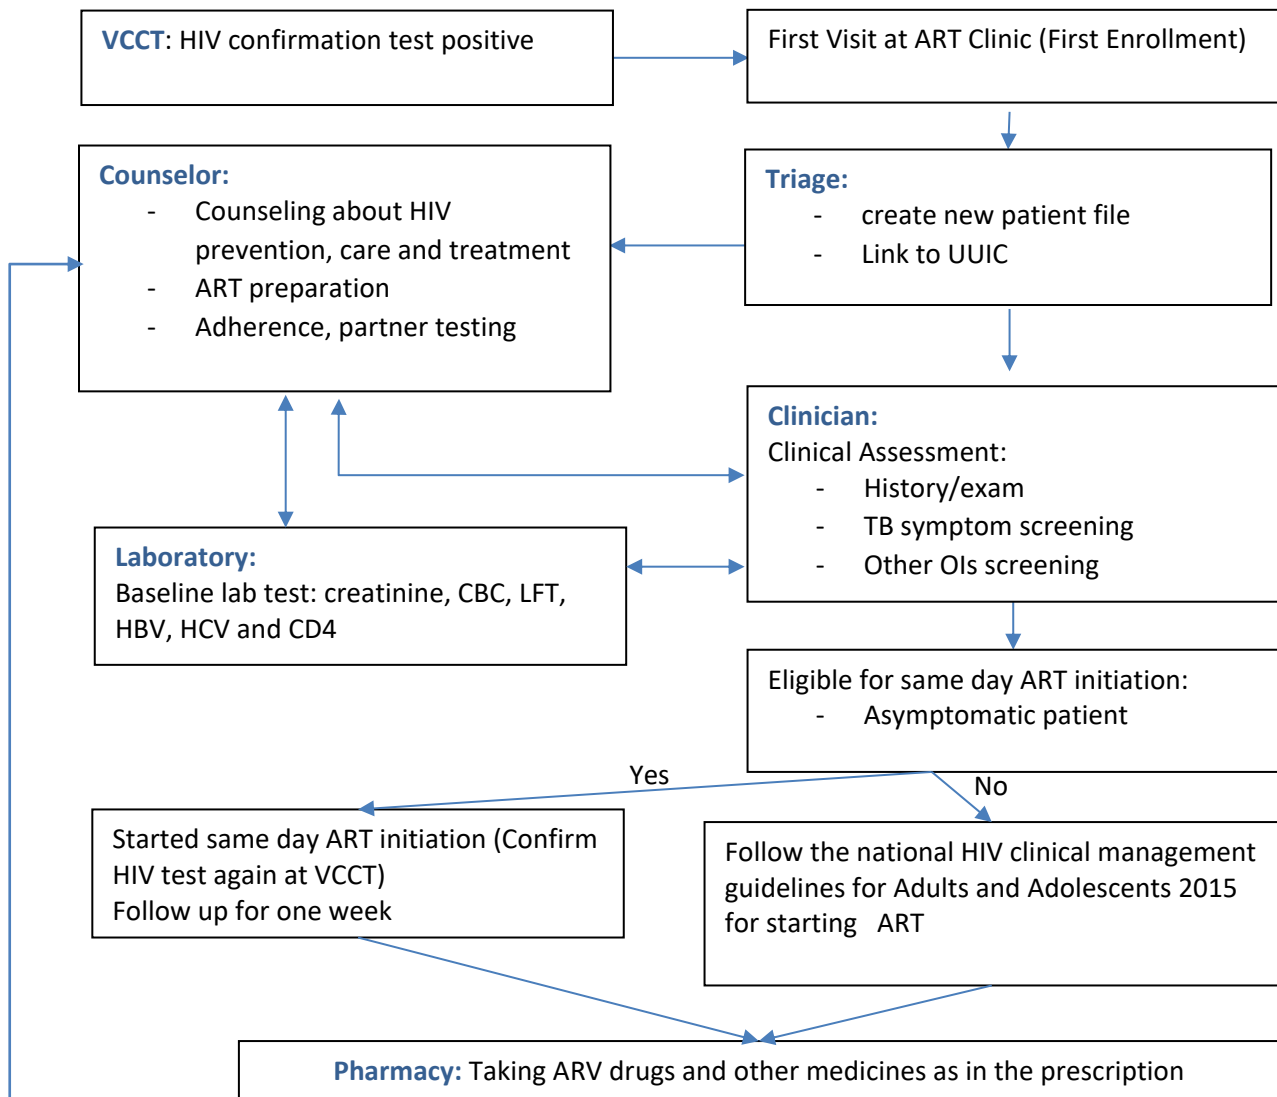 VCCT: HIV confirmation test positive
First Visit at ART Clinic (First Enrollment)
Counselor:
- Counseling about HIV
prevention, care and treatment
- ART preparation
- Adherence, partner testing
Triage:
- create new patient file
- Link to UUIC
Clinician:
Clinical Assessment:
- History/exam
- TB symptom screening
- Other OIs screening
Laboratory:
Baseline lab test: creatinine, CBC, LFT,
HBV, HCV and CD4
Eligible for same day ART initiation:
- Asymptomatic patient
Yes
No
Started same day ART initiation (Confirm
HIV test again at VCCT)
Follow up for one week
Follow the national HIV clinical management
guidelines for Adults and Adolescents 2015
for starting ART
Pharmacy: Taking ARV drugs and other medicines as in the prescription